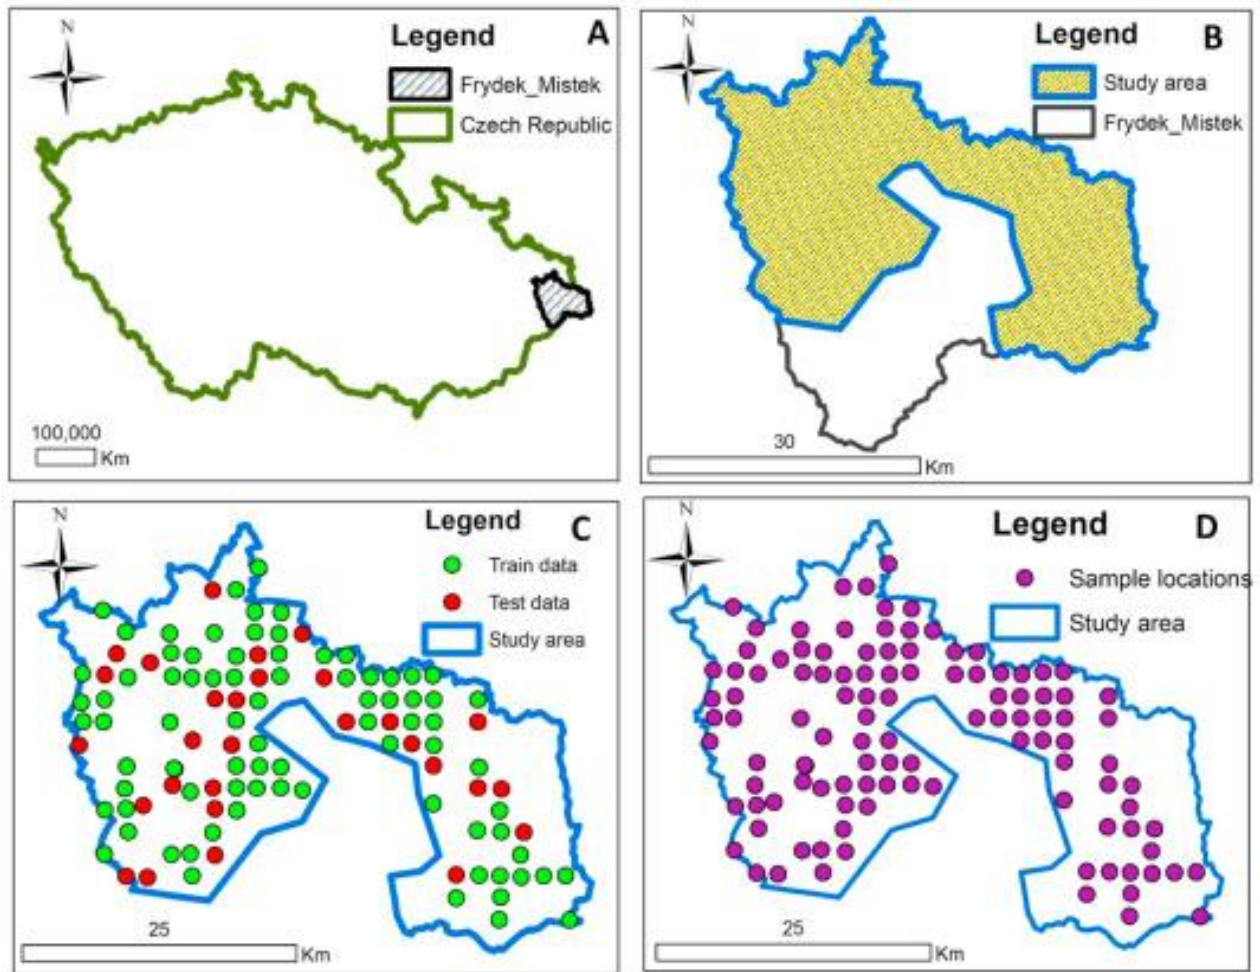 N
Legend
A
Frydek_Mistek
Czech Republic
100,000
Km
N
Legend
B
Study area
Frydek_Mistek
30
Km
N
Legend
C
Train data
Test data
Study area
25
Km
N
Legend
D
Sample locations
Study area
25
Km